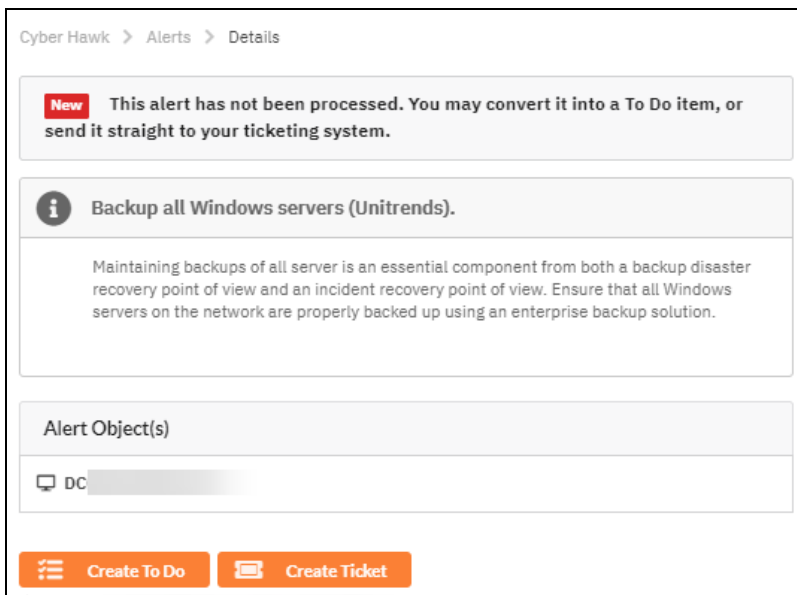 Cyber Hawk > Alerts > Details
New This alert has not been processed. You may convert it into a To Do item, or
send it straight to your ticketing system.
Backup all Windows servers (Unitrends).
Maintaining backups of all server is an essential component from both a backup disaster
recovery point of view and an incident recovery point of view. Ensure that all Windows
servers on the network are properly backed up using an enterprise backup solution.
Alert Object(s)
DC
Create To Do
Create Ticket